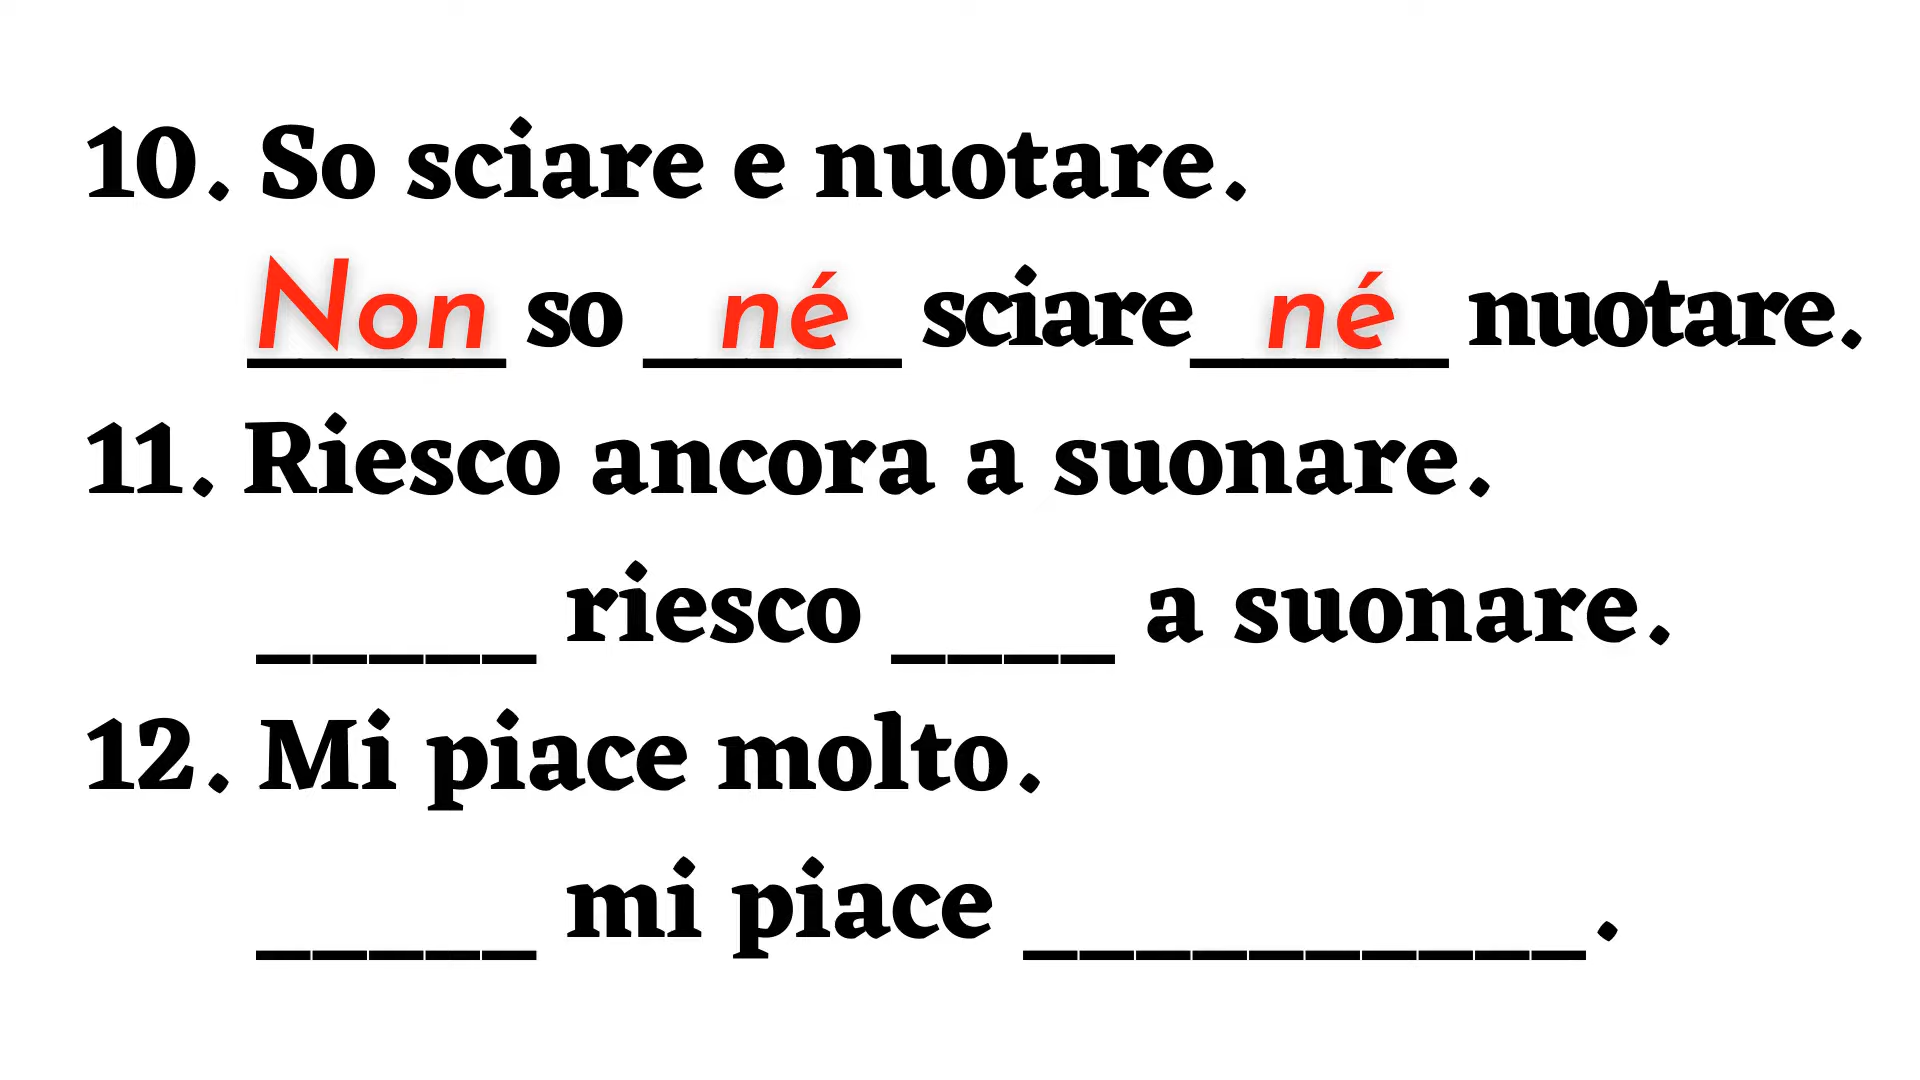 10. So sciare e nuotare.
Non so né sciare né nuotare.
11. Riesco ancora a suonare.
_____ riesco ____ a suonare.
12. Mi piace molto.
_____ mi piace __________.